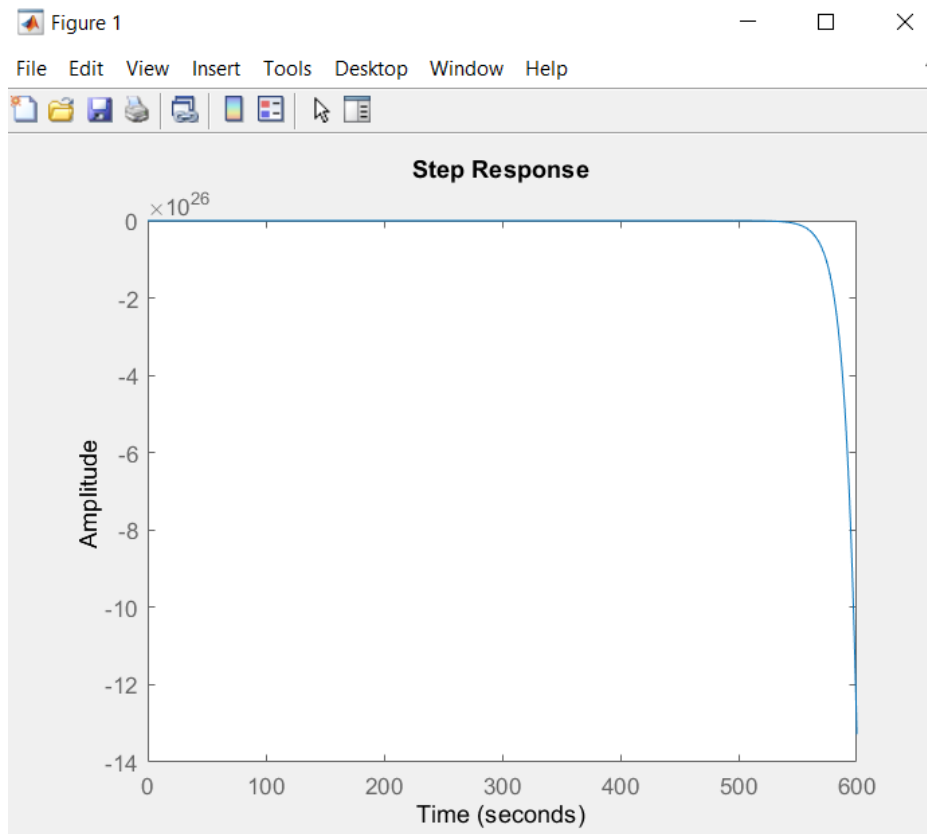 Figure 1
File Edit View Insert Tools Desktop Window Help
Step Response
×10^26
0
-2
-4
-6
-8
-10
-12
-14
Amplitude
0 100 200 300 400 500 600
Time (seconds)